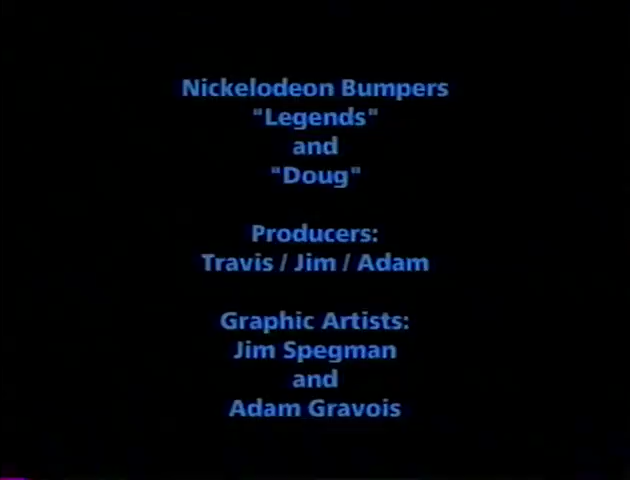 Nickelodeon Bumpers
"Legends"
and
"Doug"
Producers:
Travis / Jim / Adam
Graphic Artists:
Jim Spegman
and
Adam Gravois